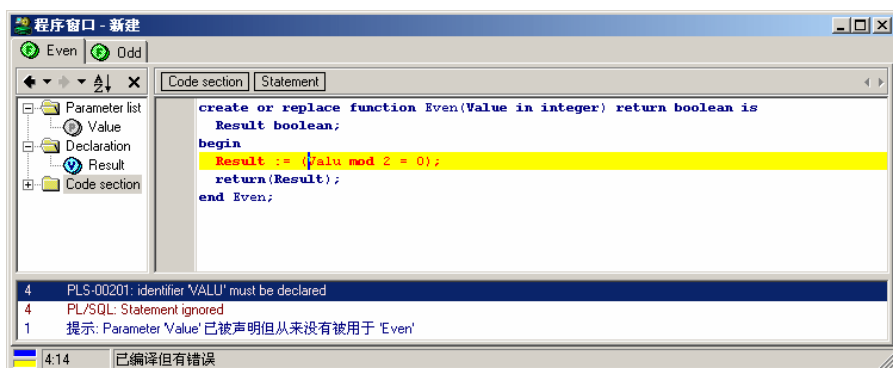 程序窗口 - 新建
Even Odd
Code section Statement
Parameter list
Value
Declaration
Result
Code section
create or replace function Even(Value in integer) return boolean is
Result boolean;
begin
Result := (Valu mod 2 = 0);
return(Result);
end Even;
4 PLS-00201: identifier 'VALU' must be declared
4 PL/SQL: Statement ignored
1 提示: Parameter 'Value' 已被声明但从来没有被用于 'Even'
4:14 已编译但有错误